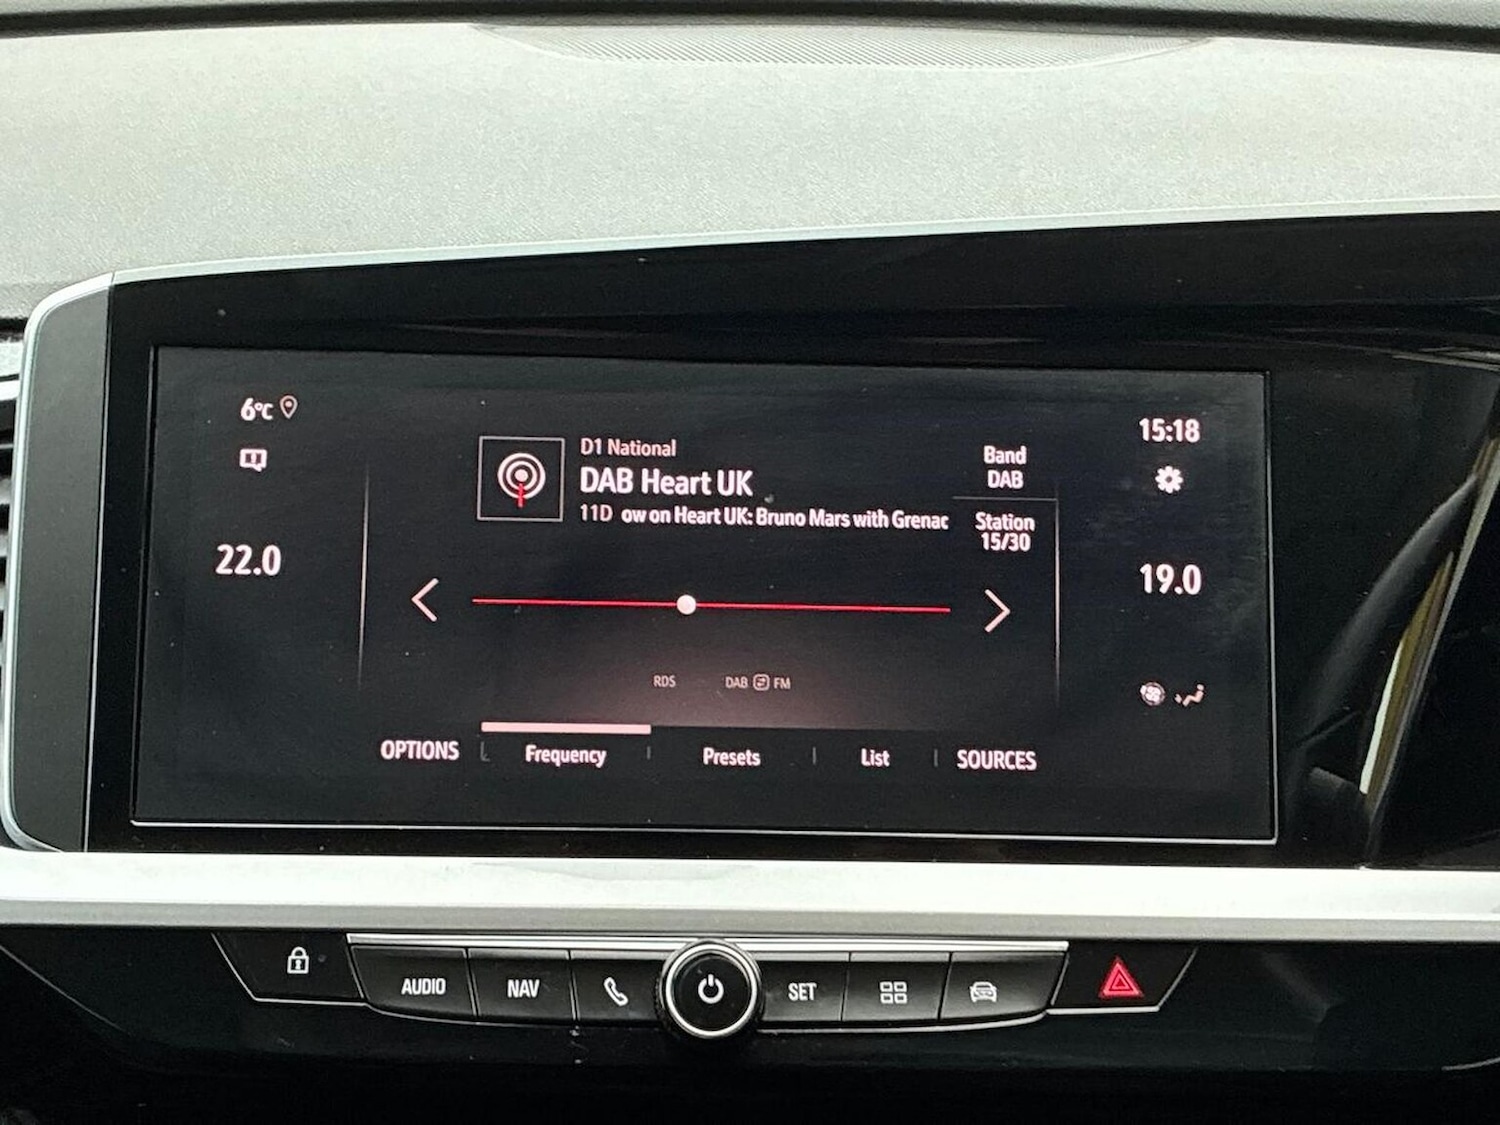 6°C
22.0
D1 National
DAB Heart UK
11D ow on Heart UK: Bruno Mars with Grenac
Band
DAB
Station
15/30
15:18
19.0
RDS
DAB FM
OPTIONS
Frequency
Presets
List
SOURCES
AUDIO
NAV
SET